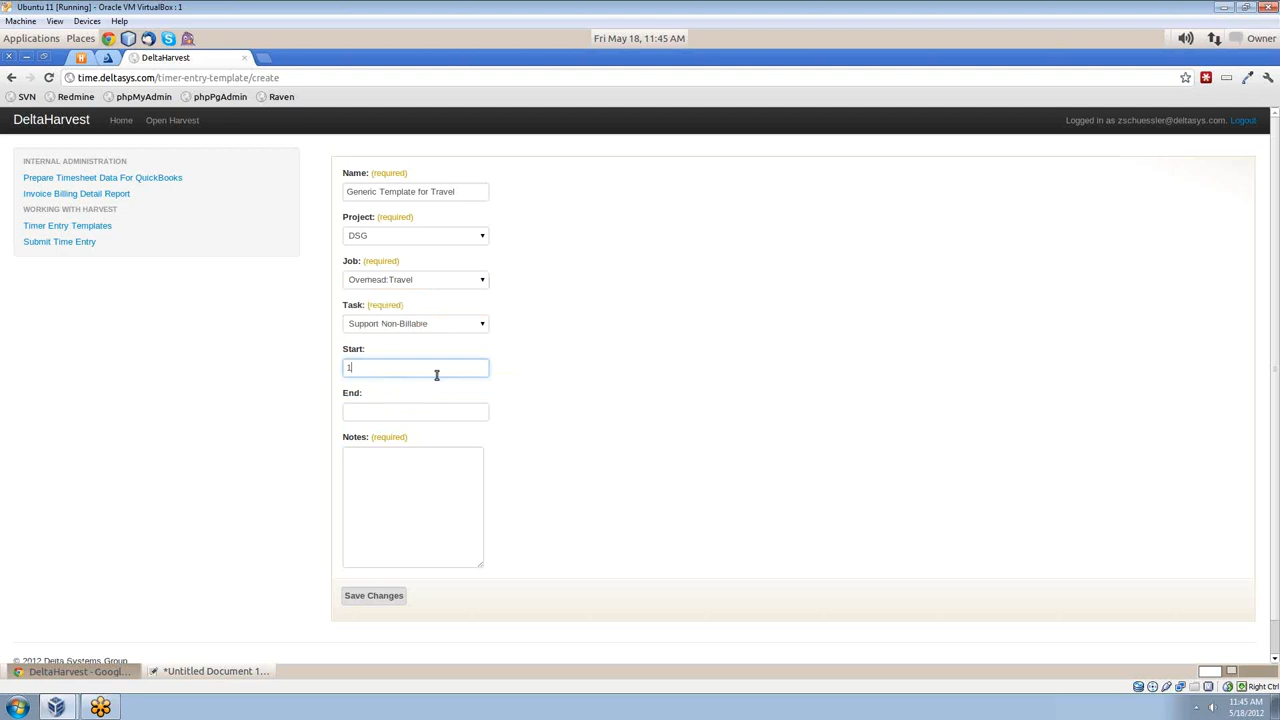 Ubuntu 11 [Running] - Oracle VM VirtualBox : 1
Machine View Devices Help
Applications Places Fri May 18, 11:45 AM Owner
DeltaHarvest
time.deltasys.com/timer-entry-template/create
SVN Redmine phpMyAdmin phpPgAdmin Raven
DeltaHarvest Home Open Harvest Logged in as zschuessler@deltasys.com. Logout
INTERNAL ADMINISTRATION
Prepare Timesheet Data For QuickBooks
Invoice Billing Detail Report
WORKING WITH HARVEST
Timer Entry Templates
Submit Time Entry
Name: (required)
Generic Template for Travel
Project: (required)
DSG
Job: (required)
Overhead:Travel
Task: (required)
Support Non-Billable
Start:
1
End:
Notes: (required)
Save Changes
© 2012 Delta Systems Group
DeltaHarvest - Googl... *Untitled Document 1...
Right Ctrl
11:45 AM
5/18/2012